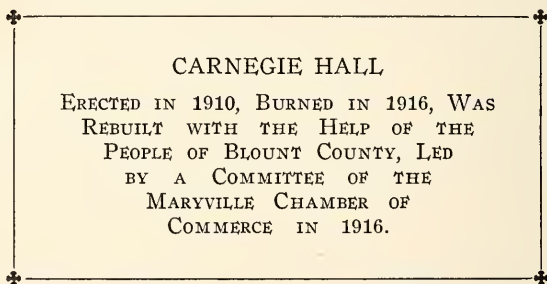 CARNEGIE HALL
ERECTED IN 1910, BURNED IN 1916, WAS
REBUILT WITH THE HELP OF THE
PEOPLE OF BLOUNT COUNTY, LED
BY A COMMITTEE OF THE
MARYVILLE CHAMBER OF
COMMERCE IN 1916.